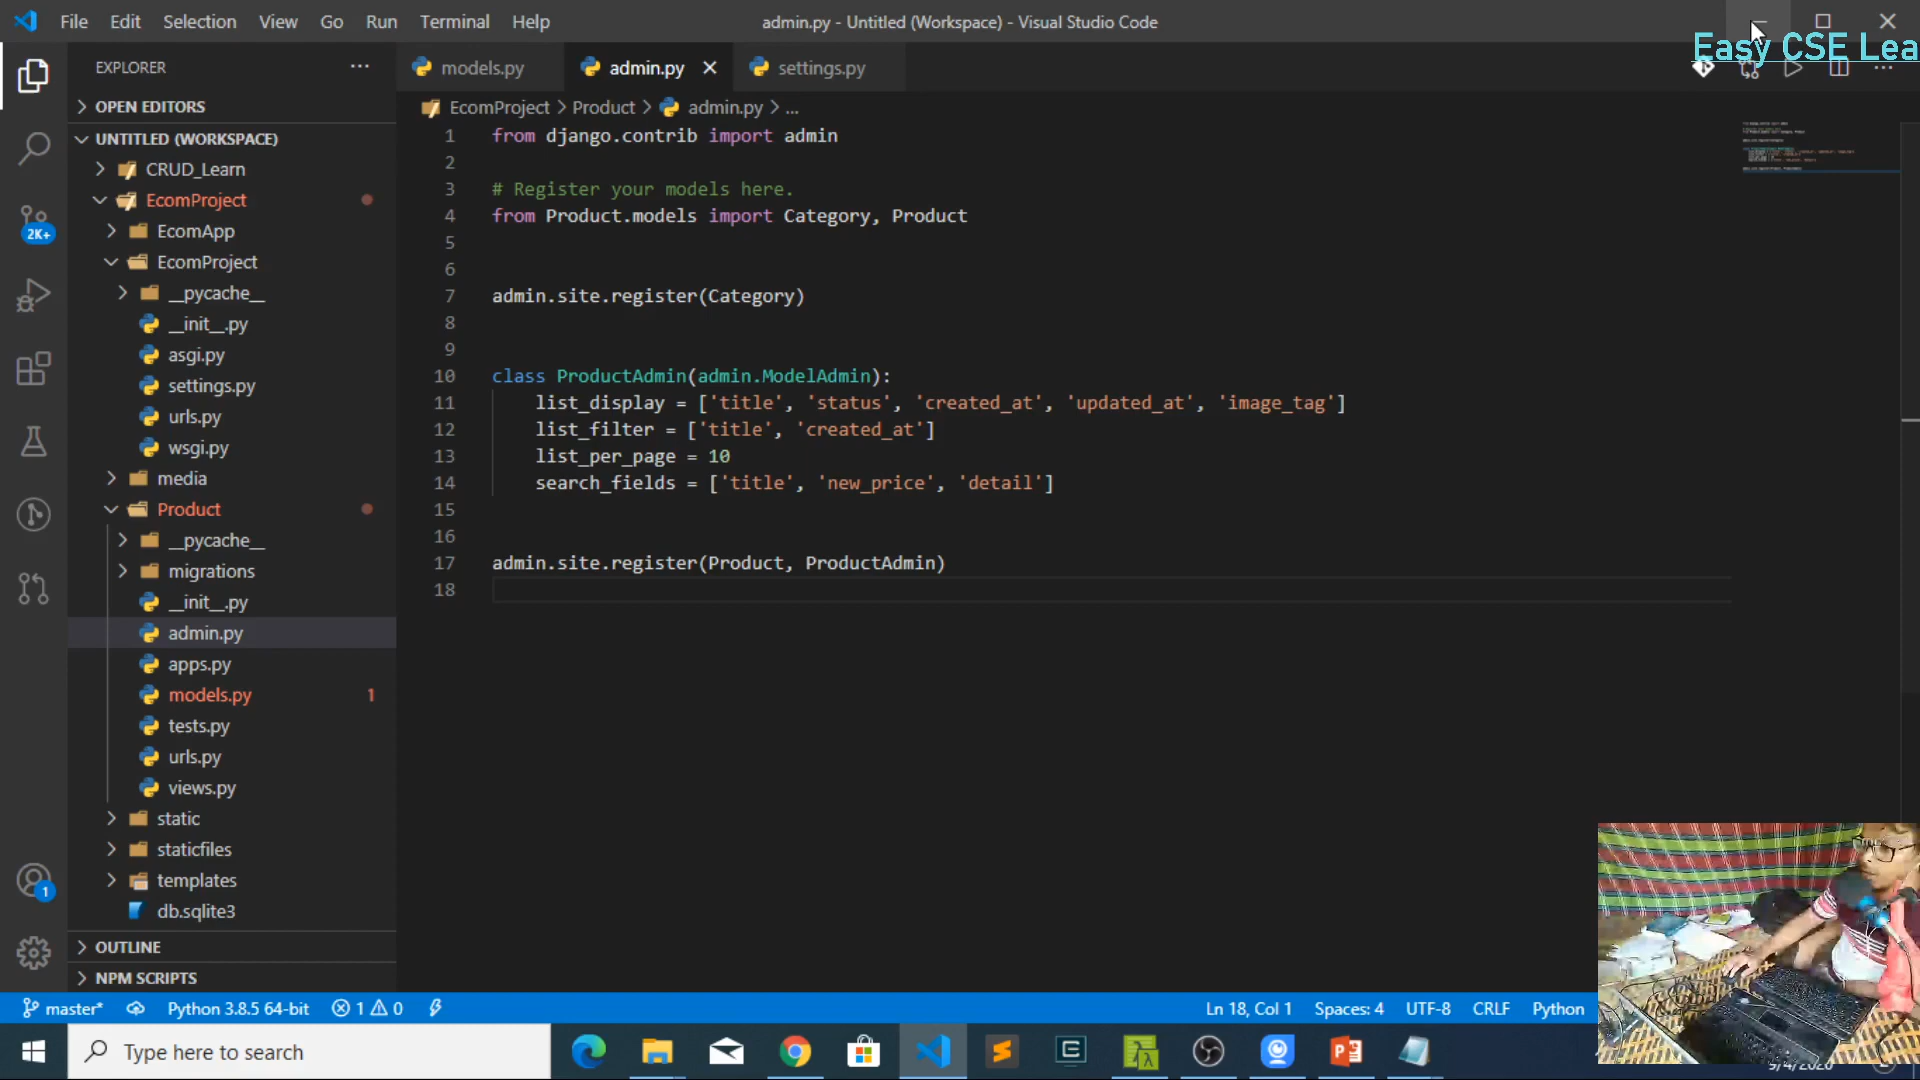 File Edit Selection View Go Run Terminal Help
admin.py - Untitled (Workspace) - Visual Studio Code
Easy CSE Lea
EXPLORER
models.py admin.py settings.py
OPEN EDITORS
EcomProject > Product > admin.py > ...
UNTITLED (WORKSPACE)
CRUD_Learn
EcomProject
EcomApp
EcomProject
__pycache__
__init__.py
asgi.py
settings.py
urls.py
wsgi.py
media
Product
__pycache__
migrations
__init__.py
admin.py
apps.py
models.py 1
tests.py
urls.py
views.py
static
staticfiles
templates
db.sqlite3
OUTLINE
NPM SCRIPTS
2K+
1
1 from django.contrib import admin
2
3 # Register your models here.
4 from Product.models import Category, Product
5
6
7 admin.site.register(Category)
8
9
10 class ProductAdmin(admin.ModelAdmin):
11 list_display = ['title', 'status', 'created_at', 'updated_at', 'image_tag']
12 list_filter = ['title', 'created_at']
13 list_per_page = 10
14 search_fields = ['title', 'new_price', 'detail']
15
16
17 admin.site.register(Product, ProductAdmin)
18
master* Python 3.8.5 64-bit 1 0
Ln 18, Col 1 Spaces: 4 UTF-8 CRLF Python
Type here to search
9/4/2020